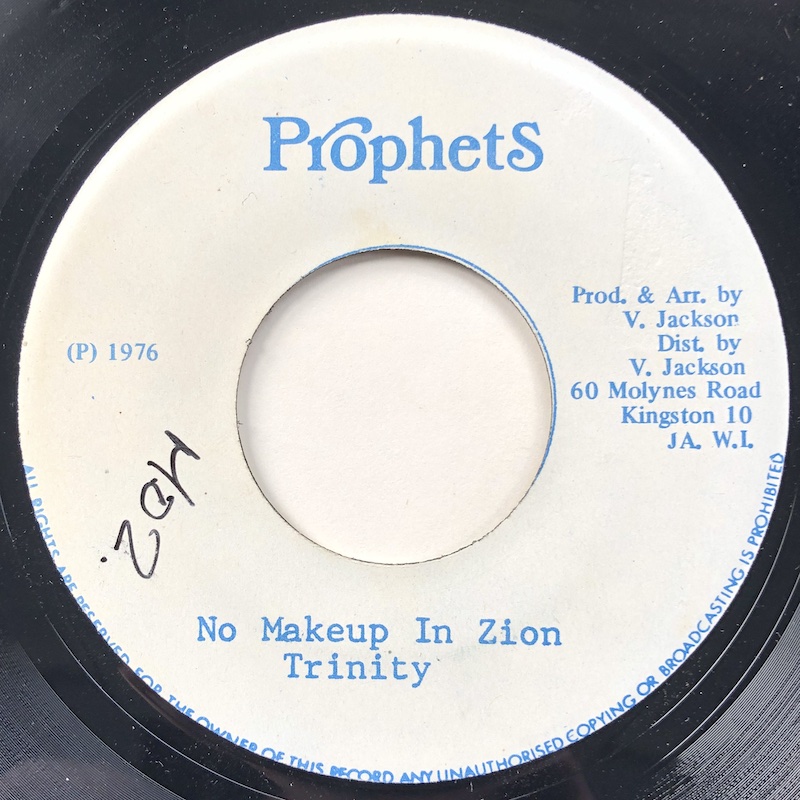 Prophets
(P) 1976
Prod. & Arr. by
V. Jackson
Dist. by
V. Jackson
60 Molynes Road
Kingston 10
JA. W.I.
MD2.
No Makeup In Zion
Trinity
ALL RIGHTS ARE RESERVED FOR THE OWNER OF THIS RECORD ANY UNAUTHORISED COPYING OR BROADCASTING IS PROHIBITED